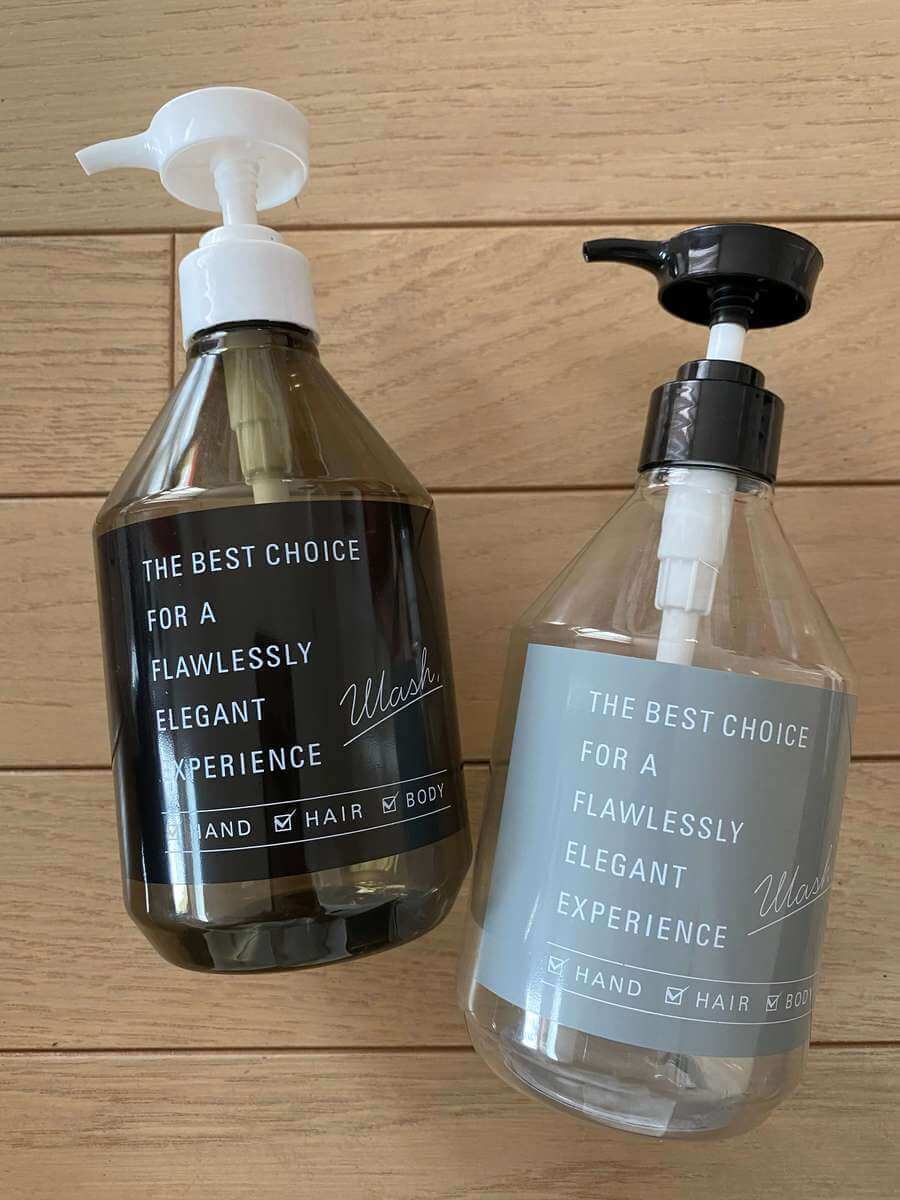 THE BEST CHOICE
FOR A
FLAWLESSLY
ELEGANT
EXPERIENCE
Wash.
☑ HAND ☑ HAIR ☑ BODY
THE BEST CHOICE
FOR A
FLAWLESSLY
ELEGANT
EXPERIENCE
Wash.
☑ HAND ☑ HAIR ☑ BODY